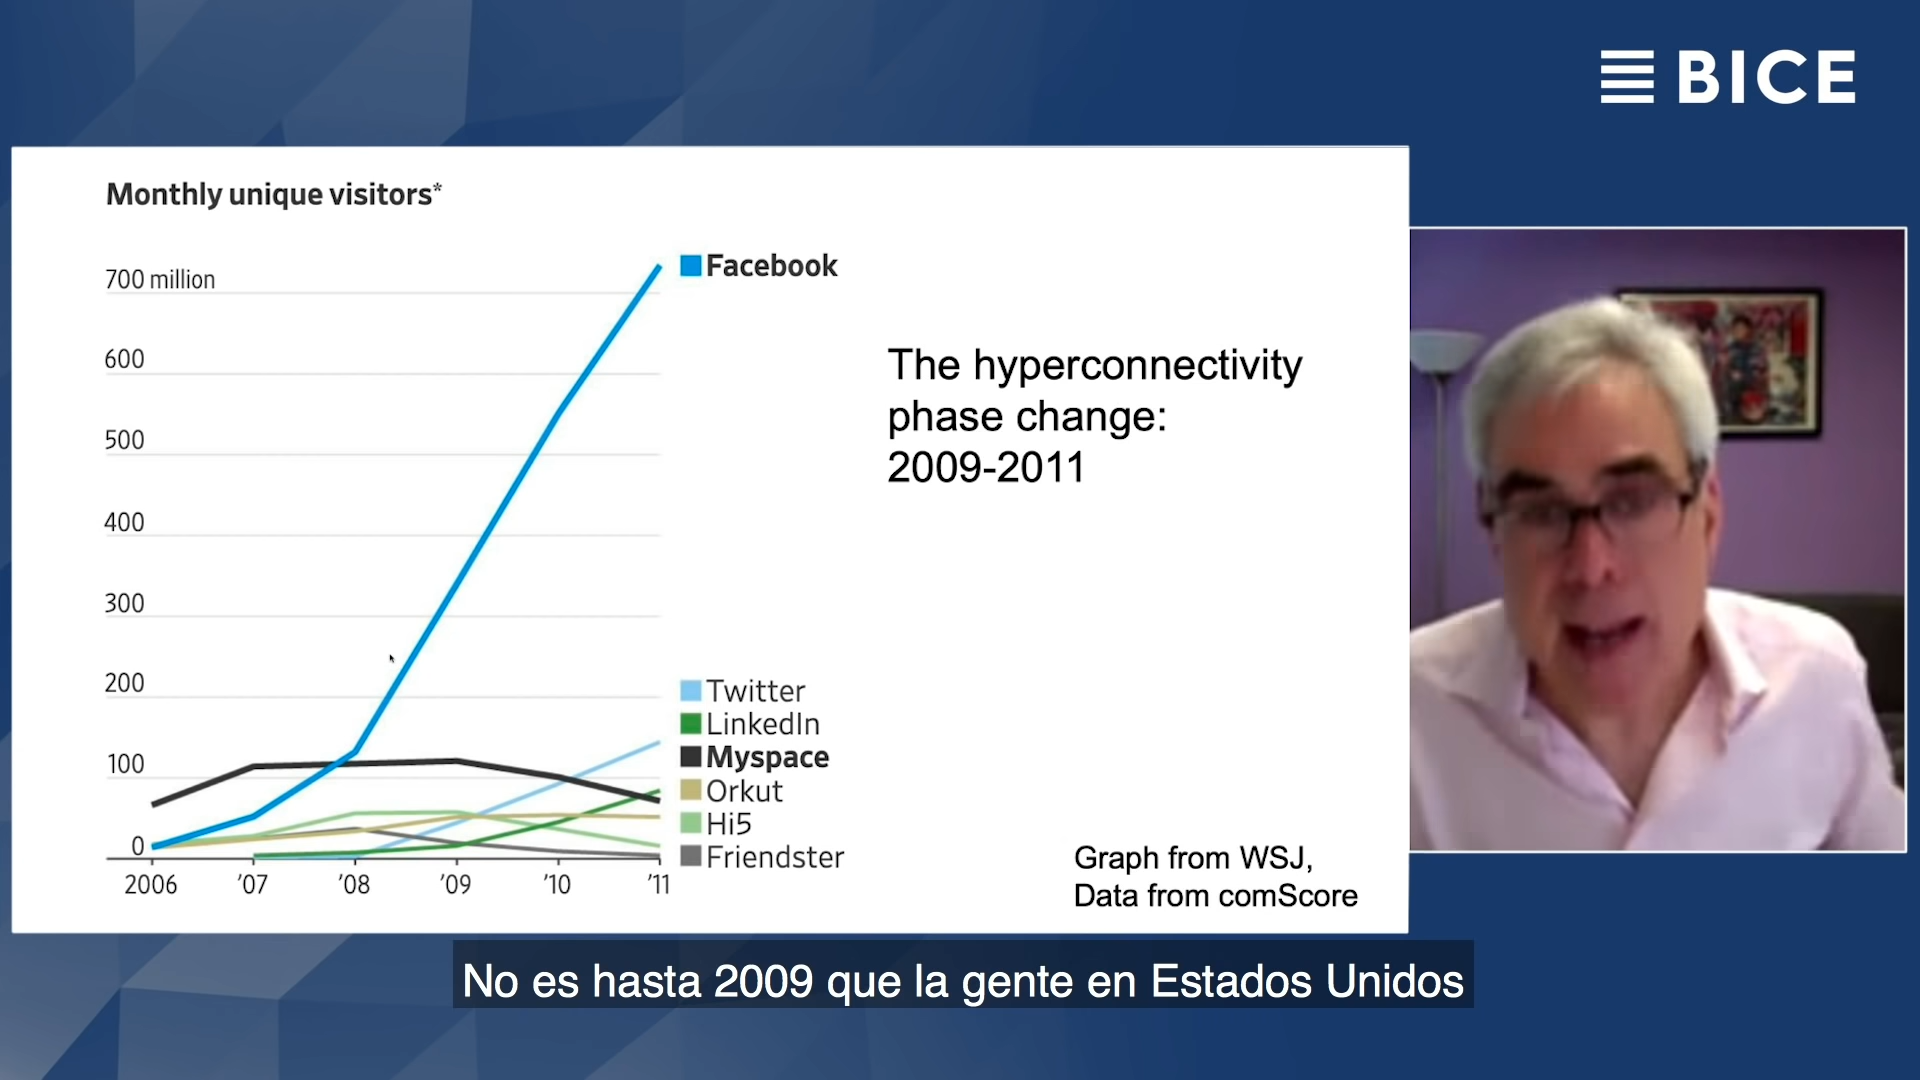 BICE
Monthly unique visitors*
700 million
600
500
400
300
200
100
0
2006 '07 '08 '09 '10 '11
Facebook
Twitter
LinkedIn
Myspace
Orkut
Hi5
Friendster
The hyperconnectivity
phase change:
2009-2011
Graph from WSJ,
Data from comScore
No es hasta 2009 que la gente en Estados Unidos